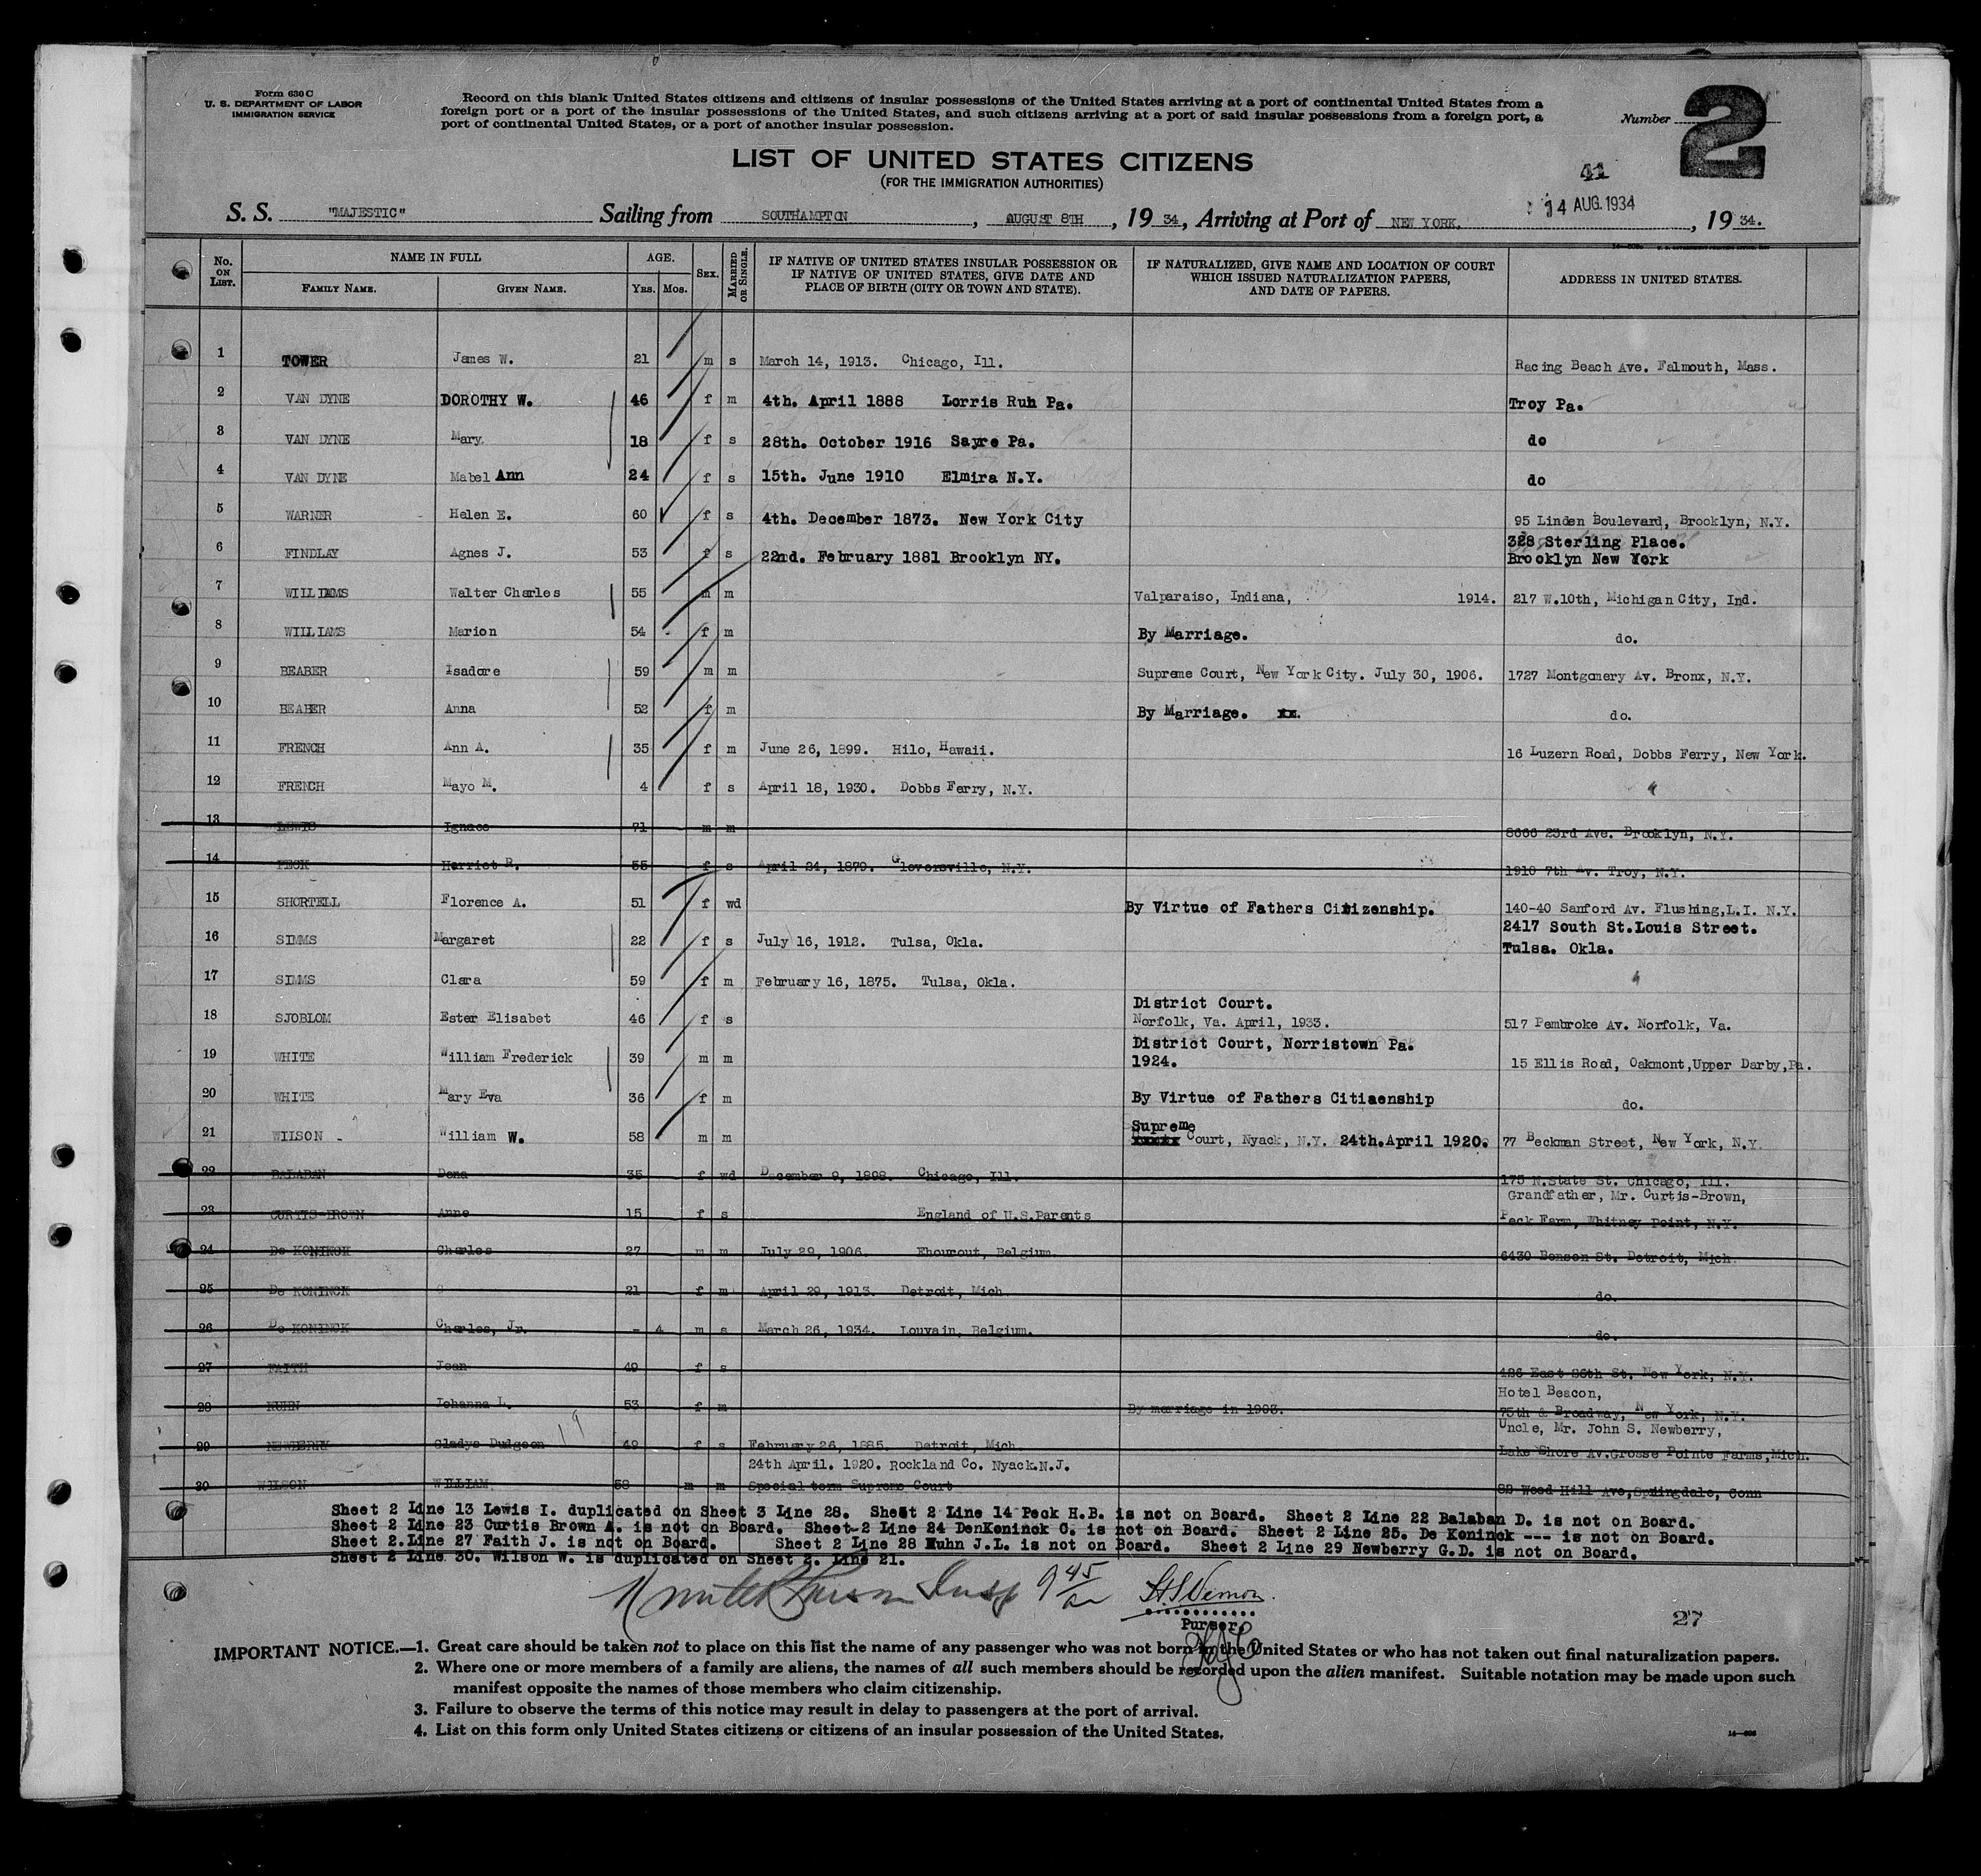 Form 630 C
U. S. DEPARTMENT OF LABOR
IMMIGRATION SERVICE
Record on this blank United States citizens and citizens of insular possessions of the United States arriving at a port of continental United States from a
foreign port or a port of the insular possessions of the United States, and such citizens arriving at a port of said insular possessions from a foreign port, a
port of continental United States, or a port of another insular possession.
Number 2
LIST OF UNITED STATES CITIZENS
(FOR THE IMMIGRATION AUTHORITIES)
41
14 AUG. 1934
S. S. "MAJESTIC" Sailing from SOUTHAMPTON, AUGUST 8TH, 19 34, Arriving at Port of NEW YORK, , 19 34.
No. ON LIST. NAME IN FULL FAMILY NAME. GIVEN NAME. AGE. YRS. MOS. SEX. MARRIED OR SINGLE. IF NATIVE OF UNITED STATES INSULAR POSSESSION OR IF NATIVE OF UNITED STATES, GIVE DATE AND PLACE OF BIRTH (CITY OR TOWN AND STATE). IF NATURALIZED, GIVE NAME AND LOCATION OF COURT WHICH ISSUED NATURALIZATION PAPERS, AND DATE OF PAPERS. ADDRESS IN UNITED STATES.
1 TOWER James W. 21 m s March 14, 1913. Chicago, Ill. Racing Beach Ave. Falmouth, Mass.
2 VAN DYNE DOROTHY W. 46 f m 4th. April 1888 Lorris Ruh Pa. Troy Pa.
3 VAN DYNE Mary. 18 f s 28th. October 1916 Sayre Pa. do
4 VAN DYNE Mabel Ann 24 f s 15th. June 1910 Elmira N.Y. do
5 WARNER Helen E. 60 f s 4th. December 1873. New York City 95 Linden Boulevard, Brooklyn, N.Y.
6 FINDLAY Agnes J. 53 f s 22nd. February 1881 Brooklyn NY. 328 Sterling Place.
Brooklyn New York
7 WILLIAMS Walter Charles 55 m m Valparaiso, Indiana, 1914. 217 W.10th, Michigan City, Ind.
8 WILLIAMS Marion 54 f m By Marriage. do.
9 BEABER Isadore 59 m m Supreme Court, New York City. July 30, 1906. 1727 Montgomery Av. Bronx, N.Y.
10 BEABER Anna 52 f m By Marriage. xx. do.
11 FRENCH Ann A. 35 f m June 26, 1899. Hilo, Hawaii. 16 Luzern Road, Dobbs Ferry, New York.
12 FRENCH Mayo M. 4 f s April 18, 1930. Dobbs Ferry, N.Y. "
13 LEWIS Ignace 71 m m 8666 23rd Ave. Brooklyn, N.Y.
14 PECK Harriet R. 55 f s April 24, 1879. Gloversville, N.Y. 1910 7th Av. Troy, N.Y.
15 SHORTELL Florence A. 51 f wd By Virtue of Fathers Citizenship. 140-40 Sanford Av. Flushing,L.I. N.Y.
16 SIMMS Margaret 22 f s July 16, 1912. Tulsa, Okla. 2417 South St.Louis Street.
Tulsa. Okla.
17 SIMMS Clara 59 f m February 16, 1875. Tulsa, Okla. "
18 SJOBLOM Ester Elisabet 46 f s District Court.
Norfolk, Va. April, 1933. 517 Pembroke Av. Norfolk, Va.
19 WHITE William Frederick 39 m m District Court, Norristown Pa.
1924. 15 Ellis Road, Oakmont,Upper Darby,Pa.
20 WHITE Mary Eva 36 f m By Virtue of Fathers Citiaenship do.
21 WILSON William W. 58 m m Supreme
xxxxx Court, Nyack, N.Y. 24th.April 1920. 77 Beckman Street, New York, N.Y.
22 BALABAN Dona 35 f wd December 9, 1898. Chicago, Ill. 175 N.State St. Chicago, Ill.
23 CURTIS-BROWN Anne 15 f s England of U.S.Parents Grandfather, Mr. Curtis-Brown,
Peck Farm, Whitney Point, N.Y.
24 De KONINCK Charles 27 m m July 29, 1906. Ehourout, Belgium. 6430 Benson St. Detroit, Mich.
25 De KONINCK 21 f m April 29, 1913. Detroit, Mich. do.
26 De KONINCK Charles, Jr. - 4 m s March 26, 1934. Louvain, Belgium. do.
27 FAITH Jean 49 f s 426 East 86th St. New York, N.Y.
28 KUHN Johanna L. 53 f m By marriage in 1903. Hotel Beacon,
75th & Broadway, New York, N.Y.
29 NEWBERRY Gladys Dudgeon 49 f s February 26, 1885. Detroit, Mich. Uncle, Mr. John S. Newberry,
Lake Shore Av.Grosse Pointe Farms,Mich.
24th April. 1920. Rockland Co. Nyack.N.J.
30 WILSON WILLIAM 58 m m Special term Supreme Court 82 Wood Hill Ave,Springdale, Conn
Sheet 2 Line 13 Lewis I. duplicated on Sheet 3 Line 28. Sheet 2 Line 14 Peck H.B. is not on Board. Sheet 2 Line 22 Balaban D. is not on Board.
Sheet 2 Line 23 Curtis Brown A. is not on Board. Sheet-2 Line 24 DenKoninck C. is not on Board. Sheet 2 Line 25. De Koninck --- is not on Board.
Sheet 2.Line 27 Faith J. is not on Board. Sheet 2 Line 28 Kuhn J.L. is not on Board. Sheet 2 Line 29 Newberry G.D. is not on Board.
Sheet 2 Line 30. Wilson W. is duplicated on Sheet 2. Line 21.
9 45
Purser.
27
IMPORTANT NOTICE.—1. Great care should be taken not to place on this list the name of any passenger who was not born in the United States or who has not taken out final naturalization papers.
2. Where one or more members of a family are aliens, the names of all such members should be recorded upon the alien manifest. Suitable notation may be made upon such
manifest opposite the names of those members who claim citizenship.
3. Failure to observe the terms of this notice may result in delay to passengers at the port of arrival.
4. List on this form only United States citizens or citizens of an insular possession of the United States.